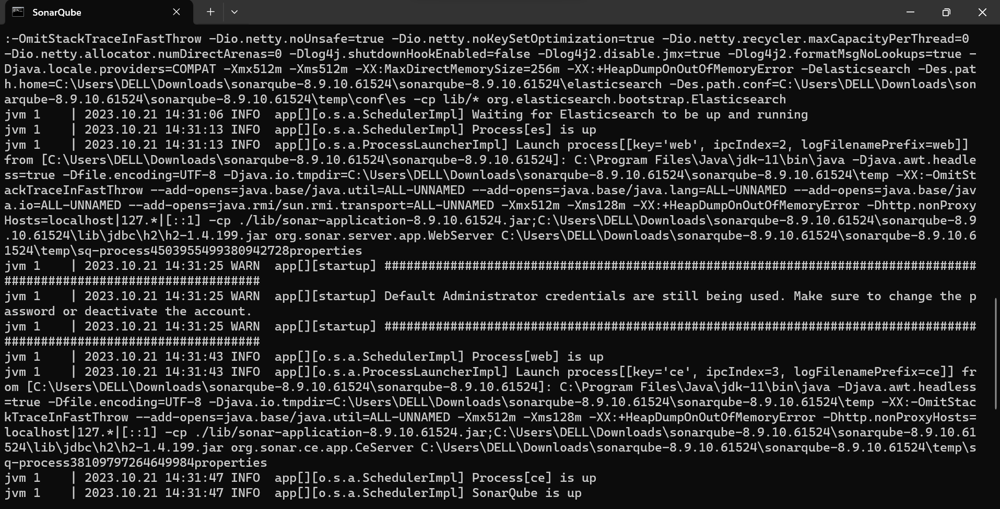 SonarQube
:-OmitStackTraceInFastThrow -Dio.netty.noUnsafe=true -Dio.netty.noKeySetOptimization=true -Dio.netty.recycler.maxCapacityPerThread=0
-Dio.netty.allocator.numDirectArenas=0 -Dlog4j.shutdownHookEnabled=false -Dlog4j2.disable.jmx=true -Dlog4j2.formatMsgNoLookups=true -
Djava.locale.providers=COMPAT -Xmx512m -Xms512m -XX:MaxDirectMemorySize=256m -XX:+HeapDumpOnOutOfMemoryError -Delasticsearch -Des.pat
h.home=C:\Users\DELL\Downloads\sonarqube-8.9.10.61524\sonarqube-8.9.10.61524\elasticsearch -Des.path.conf=C:\Users\DELL\Downloads\son
arqube-8.9.10.61524\sonarqube-8.9.10.61524\temp\conf\es -cp lib/* org.elasticsearch.bootstrap.Elasticsearch
jvm 1    | 2023.10.21 14:31:06 INFO  app[][o.s.a.SchedulerImpl] Waiting for Elasticsearch to be up and running
jvm 1    | 2023.10.21 14:31:13 INFO  app[][o.s.a.SchedulerImpl] Process[es] is up
jvm 1    | 2023.10.21 14:31:13 INFO  app[][o.s.a.ProcessLauncherImpl] Launch process[[key='web', ipcIndex=2, logFilenamePrefix=web]]
from [C:\Users\DELL\Downloads\sonarqube-8.9.10.61524\sonarqube-8.9.10.61524]: C:\Program Files\Java\jdk-11\bin\java -Djava.awt.headle
ss=true -Dfile.encoding=UTF-8 -Djava.io.tmpdir=C:\Users\DELL\Downloads\sonarqube-8.9.10.61524\sonarqube-8.9.10.61524\temp -XX:-OmitSt
ackTraceInFastThrow --add-opens=java.base/java.util=ALL-UNNAMED --add-opens=java.base/java.lang=ALL-UNNAMED --add-opens=java.base/jav
a.io=ALL-UNNAMED --add-opens=java.rmi/sun.rmi.transport=ALL-UNNAMED -Xmx512m -Xms128m -XX:+HeapDumpOnOutOfMemoryError -Dhttp.nonProxy
Hosts=localhost|127.*|[::1] -cp ./lib/sonar-application-8.9.10.61524.jar;C:\Users\DELL\Downloads\sonarqube-8.9.10.61524\sonarqube-8.9
.10.61524\lib\jdbc\h2\h2-1.4.199.jar org.sonar.server.app.WebServer C:\Users\DELL\Downloads\sonarqube-8.9.10.61524\sonarqube-8.9.10.6
1524\temp\sq-process4503955499380942728properties
jvm 1    | 2023.10.21 14:31:25 WARN  app[][startup] #################################################################################
###################################
jvm 1    | 2023.10.21 14:31:25 WARN  app[][startup] Default Administrator credentials are still being used. Make sure to change the p
assword or deactivate the account.
jvm 1    | 2023.10.21 14:31:25 WARN  app[][startup] #################################################################################
###################################
jvm 1    | 2023.10.21 14:31:43 INFO  app[][o.s.a.SchedulerImpl] Process[web] is up
jvm 1    | 2023.10.21 14:31:43 INFO  app[][o.s.a.ProcessLauncherImpl] Launch process[[key='ce', ipcIndex=3, logFilenamePrefix=ce]] fr
om [C:\Users\DELL\Downloads\sonarqube-8.9.10.61524\sonarqube-8.9.10.61524]: C:\Program Files\Java\jdk-11\bin\java -Djava.awt.headless
=true -Dfile.encoding=UTF-8 -Djava.io.tmpdir=C:\Users\DELL\Downloads\sonarqube-8.9.10.61524\sonarqube-8.9.10.61524\temp -XX:-OmitStac
kTraceInFastThrow --add-opens=java.base/java.util=ALL-UNNAMED -Xmx512m -Xms128m -XX:+HeapDumpOnOutOfMemoryError -Dhttp.nonProxyHosts=
localhost|127.*|[::1] -cp ./lib/sonar-application-8.9.10.61524.jar;C:\Users\DELL\Downloads\sonarqube-8.9.10.61524\sonarqube-8.9.10.61
524\lib\jdbc\h2\h2-1.4.199.jar org.sonar.ce.app.CeServer C:\Users\DELL\Downloads\sonarqube-8.9.10.61524\sonarqube-8.9.10.61524\temp\s
q-process38109797264649984properties
jvm 1    | 2023.10.21 14:31:47 INFO  app[][o.s.a.SchedulerImpl] Process[ce] is up
jvm 1    | 2023.10.21 14:31:47 INFO  app[][o.s.a.SchedulerImpl] SonarQube is up